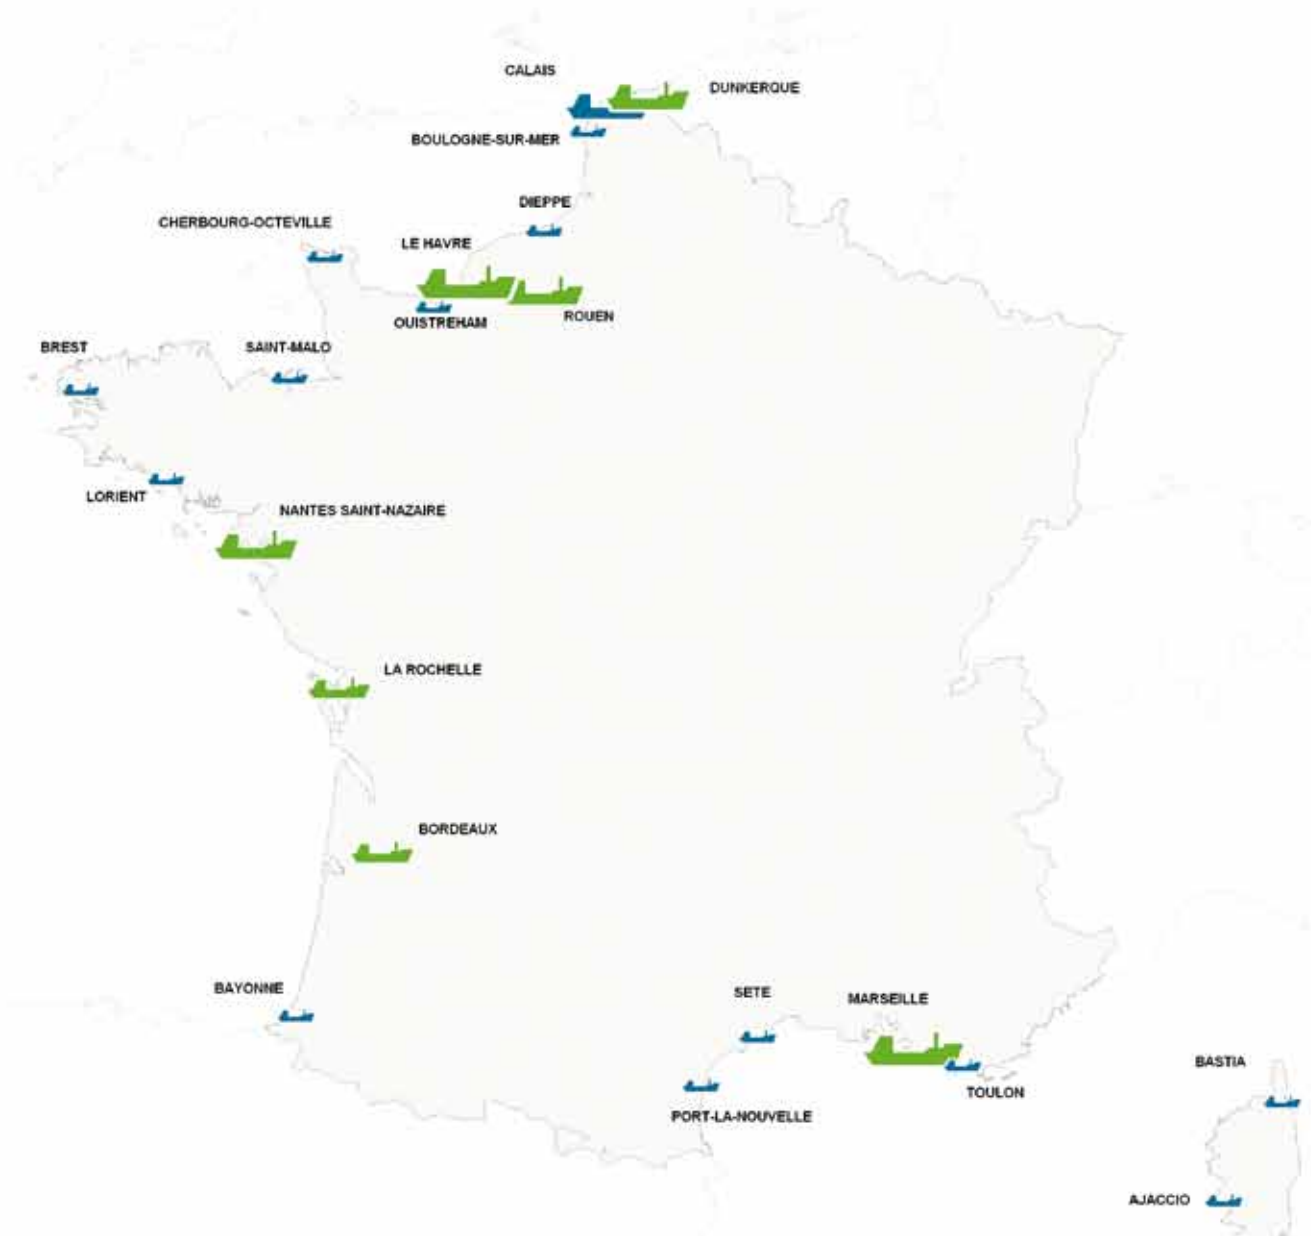 CALAIS
DUNKERQUE
BOULOGNE-SUR-MER
DIEPPE
CHERBOURG-OCTEVILLE
LE HAVRE
ROUEN
OUISTREHAM
BREST
SAINT-MALO
LORIENT
NANTES SAINT-NAZAIRE
LA ROCHELLE
BORDEAUX
BAYONNE
SETE
MARSEILLE
BASTIA
TOULON
PORT-LA-NOUVELLE
AJACCIO